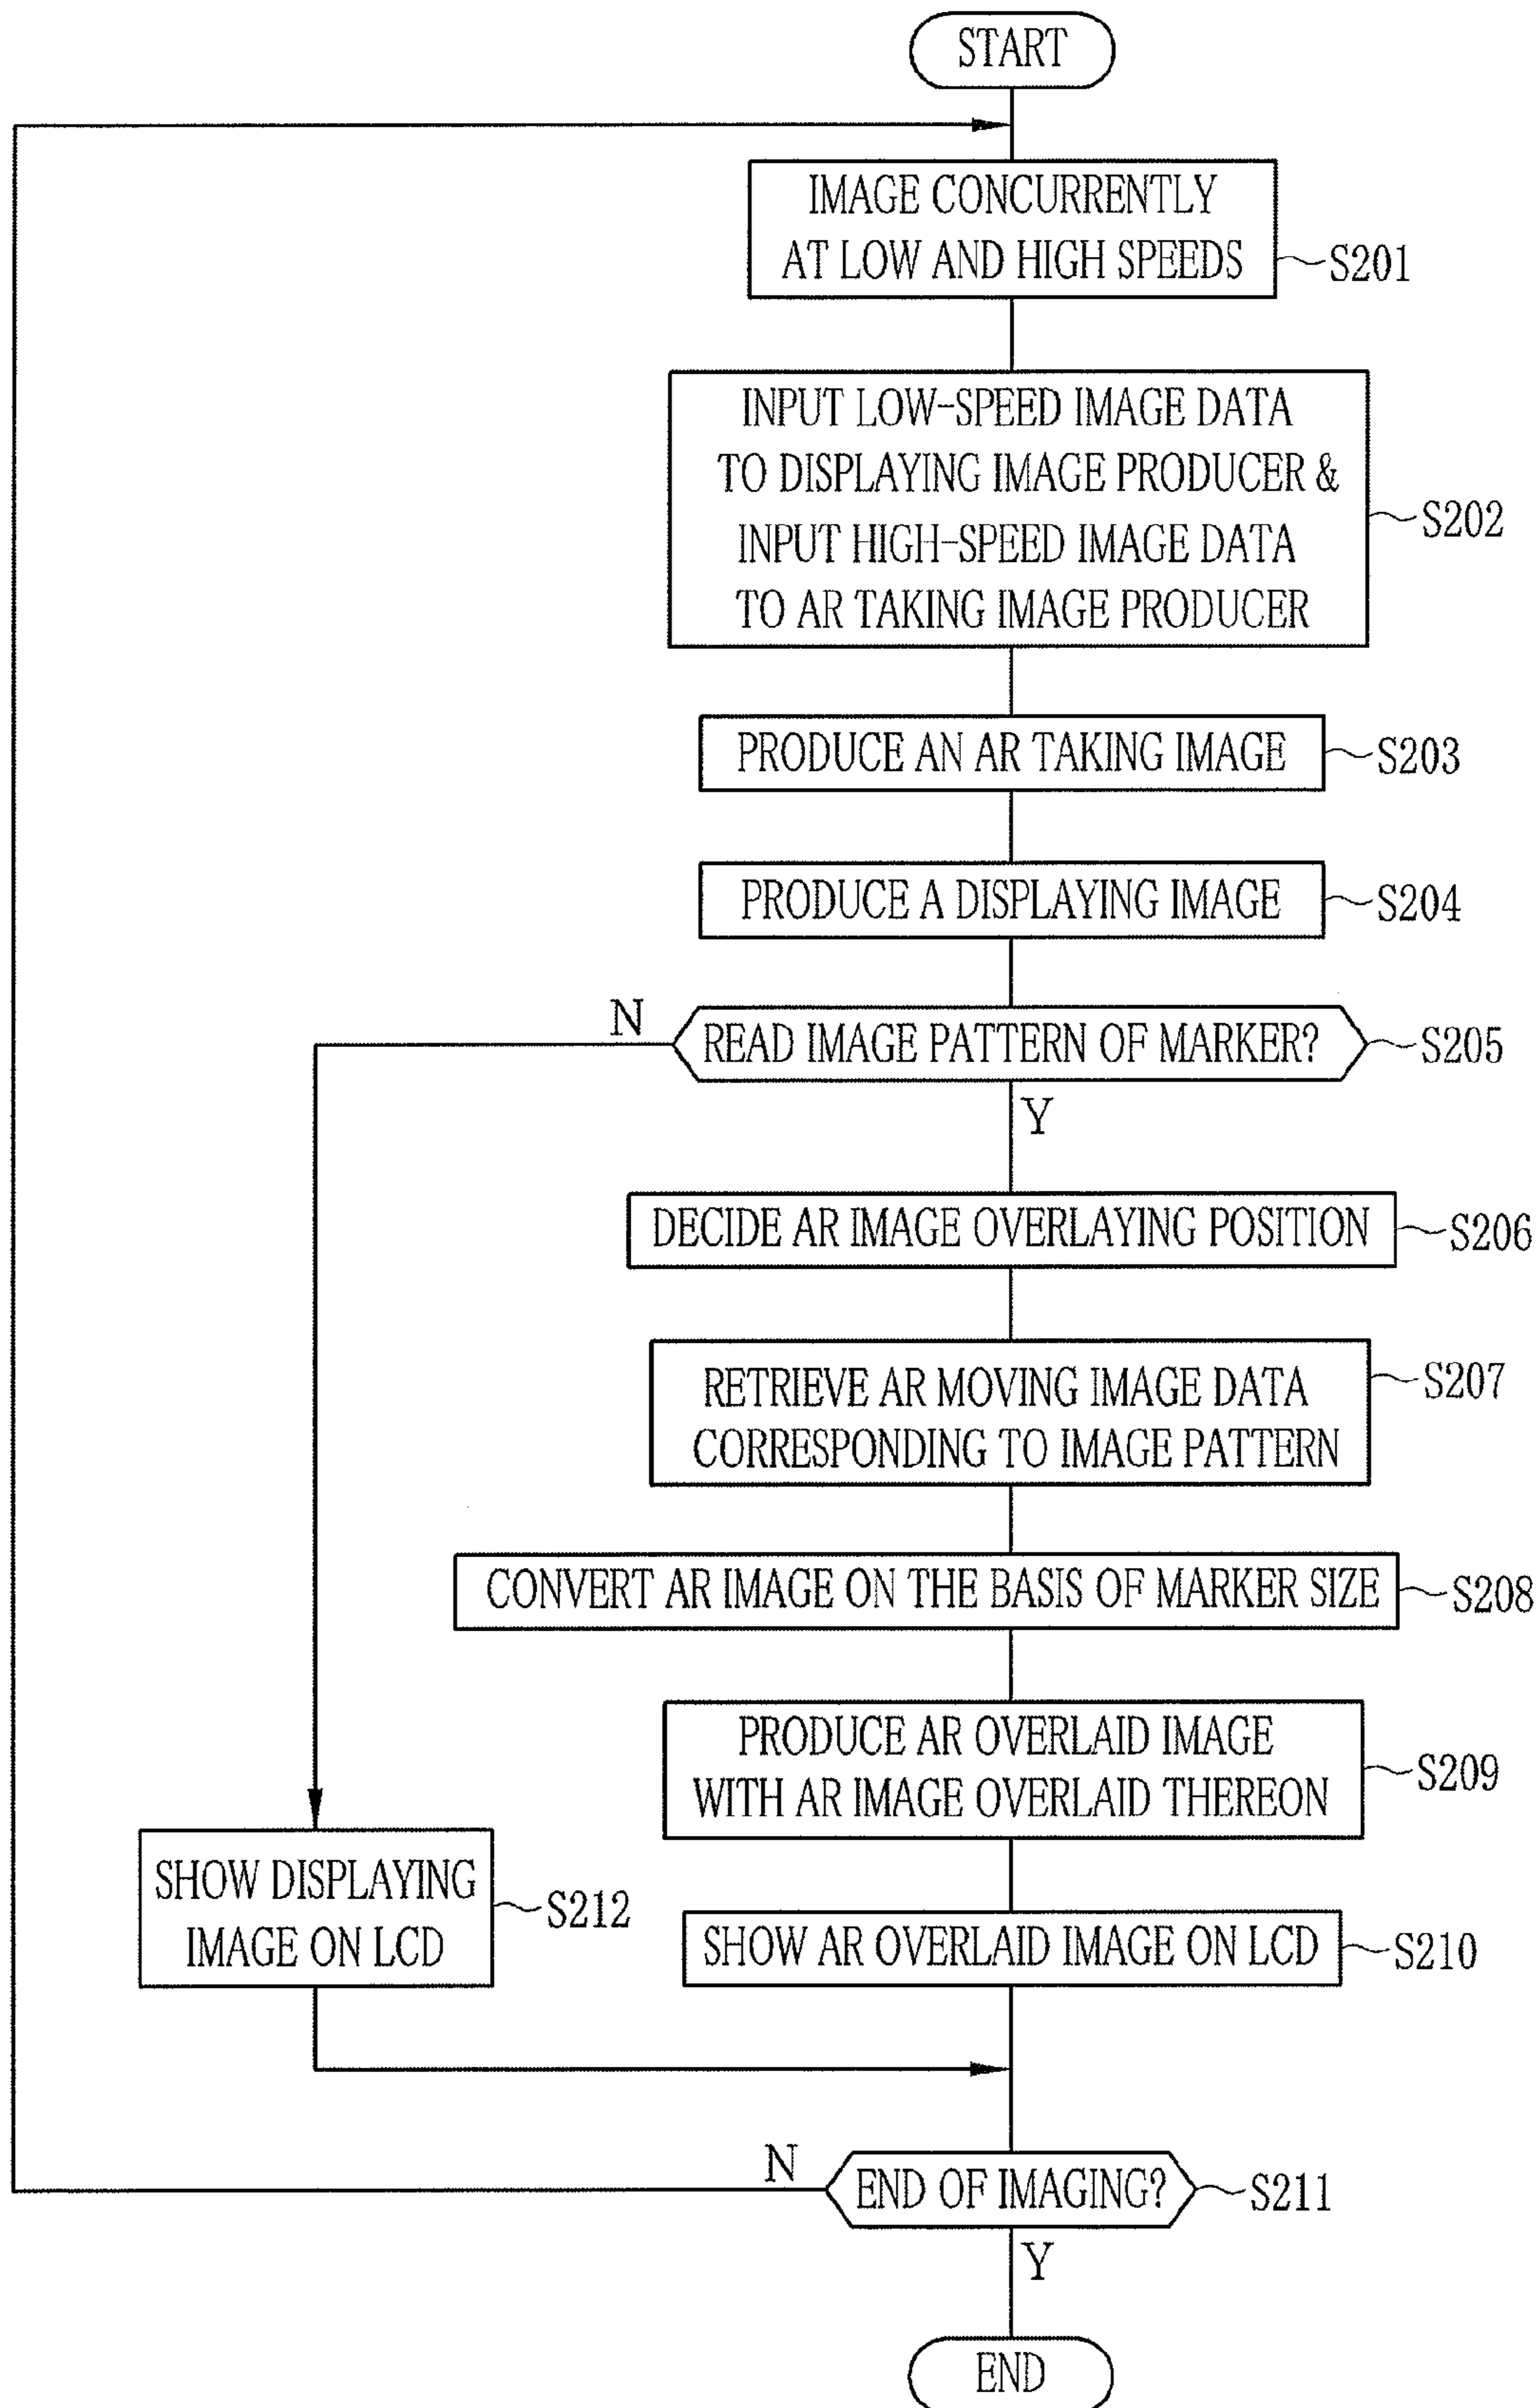 START
IMAGE CONCURRENTLY
AT LOW AND HIGH SPEEDS
S201
INPUT LOW-SPEED IMAGE DATA
TO DISPLAYING IMAGE PRODUCER &
INPUT HIGH-SPEED IMAGE DATA
TO AR TAKING IMAGE PRODUCER
S202
PRODUCE AN AR TAKING IMAGE
S203
PRODUCE A DISPLAYING IMAGE
S204
N
READ IMAGE PATTERN OF MARKER?
S205
Y
DECIDE AR IMAGE OVERLAYING POSITION
S206
RETRIEVE AR MOVING IMAGE DATA
CORRESPONDING TO IMAGE PATTERN
S207
CONVERT AR IMAGE ON THE BASIS OF MARKER SIZE
S208
PRODUCE AR OVERLAID IMAGE
WITH AR IMAGE OVERLAID THEREON
S209
SHOW DISPLAYING
IMAGE ON LCD
S212
SHOW AR OVERLAID IMAGE ON LCD
S210
N
END OF IMAGING?
S211
Y
END